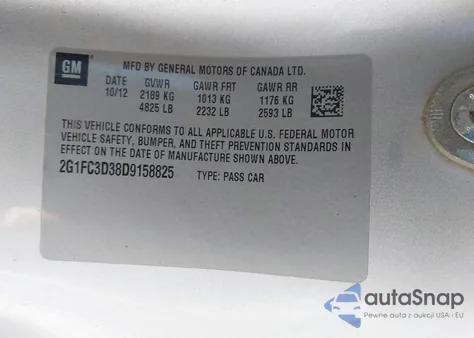 GM
MFD BY GENERAL MOTORS OF CANADA LTD.
DATE GVWR GAWR FRT GAWR RR
10/12 2189 KG 1013 KG 1176 KG
4825 LB 2232 LB 2593 LB
THIS VEHICLE CONFORMS TO ALL APPLICABLE U.S. FEDERAL MOTOR
VEHICLE SAFETY, BUMPER, AND THEFT PREVENTION STANDARDS IN
EFFECT ON THE DATE OF MANUFACTURE SHOWN ABOVE.
2G1FC3D38D9158825 TYPE: PASS CAR
autoSnap
Pewne auta z aukcji USA i EU